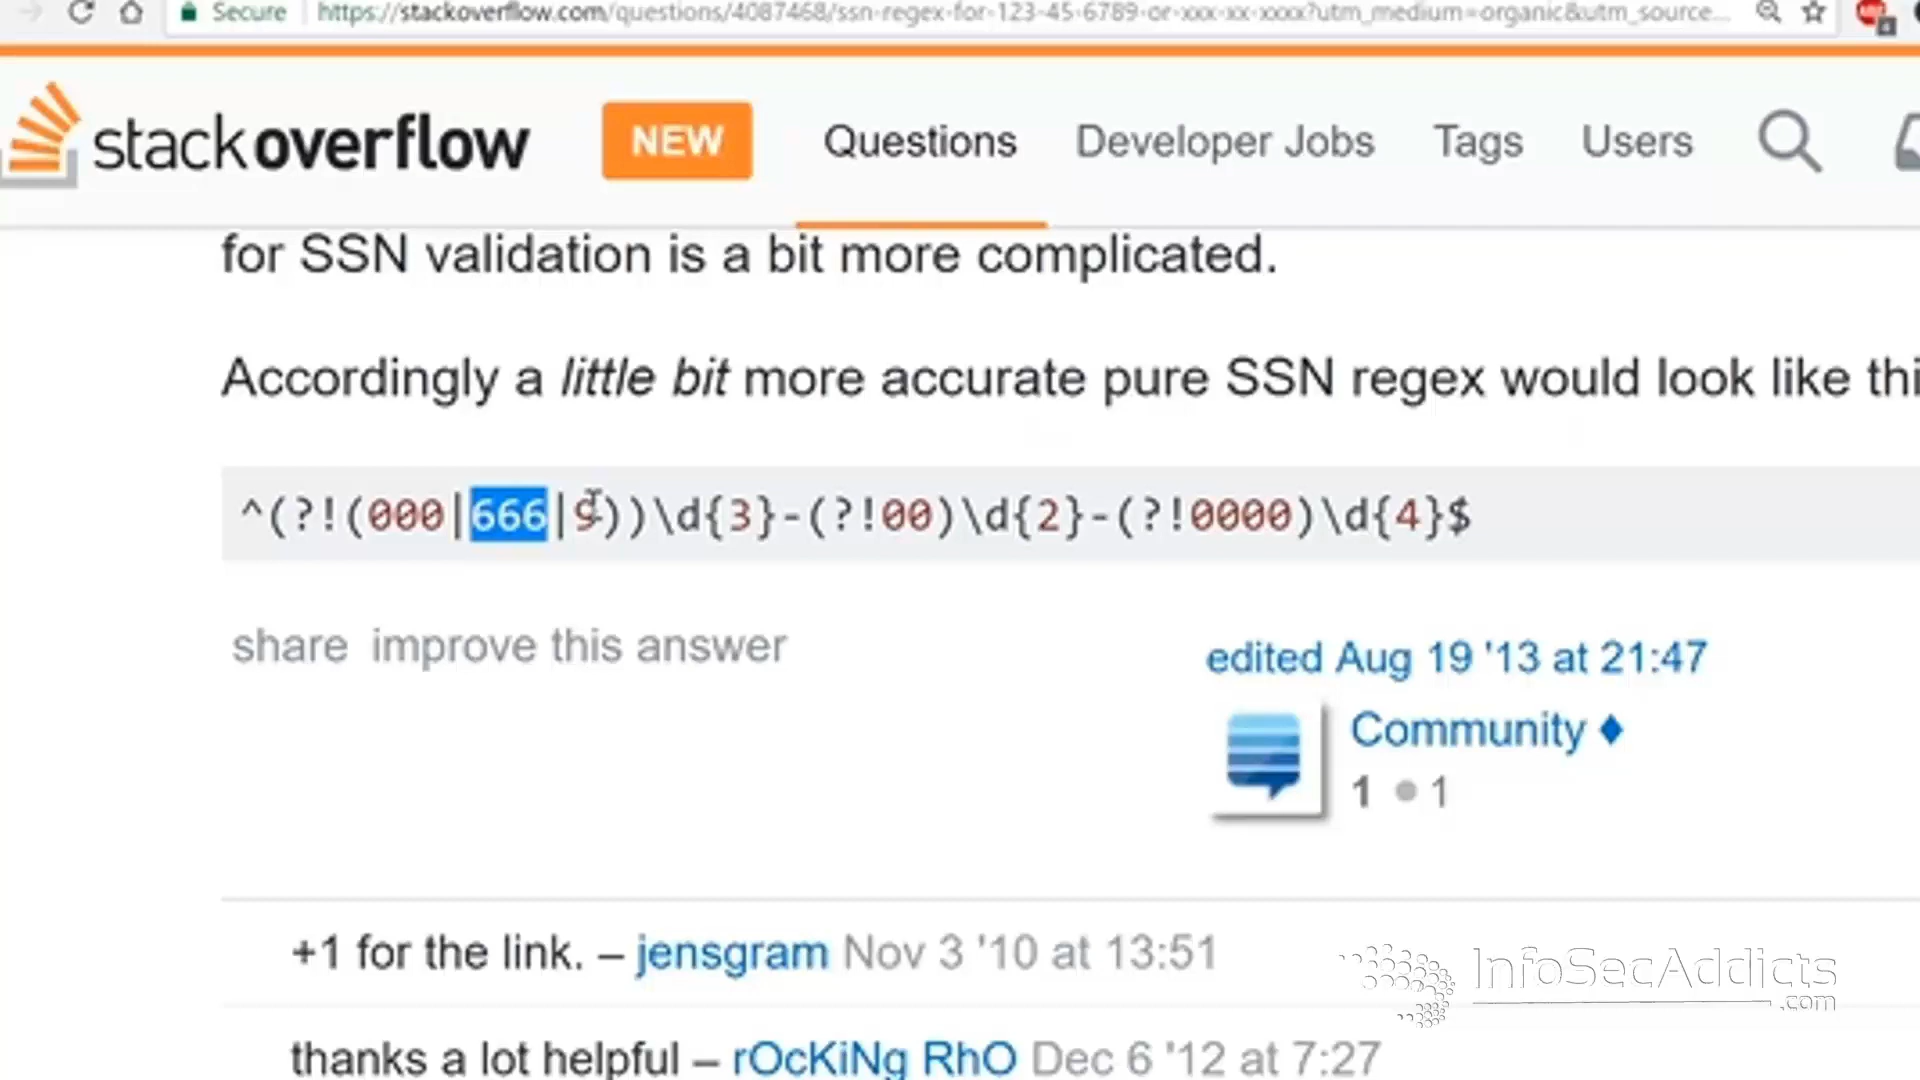 Secure https://stackoverflow.com/questions/4087468/ssn-regex-for-123-45-6789-or-xxx-xx-xxxx?utm_medium=organic&utm_source...
stackoverflow NEW Questions Developer Jobs Tags Users
for SSN validation is a bit more complicated.
Accordingly a little bit more accurate pure SSN regex would look like thi
^(?!(000|666|9))\d{3}-(?!00)\d{2}-(?!0000)\d{4}$
share improve this answer
edited Aug 19 '13 at 21:47
Community ♦
1 ● 1
+1 for the link. – jensgram Nov 3 '10 at 13:51
InfoSecAddicts
.com
thanks a lot helpful – rOcKiNg RhO Dec 6 '12 at 7:27